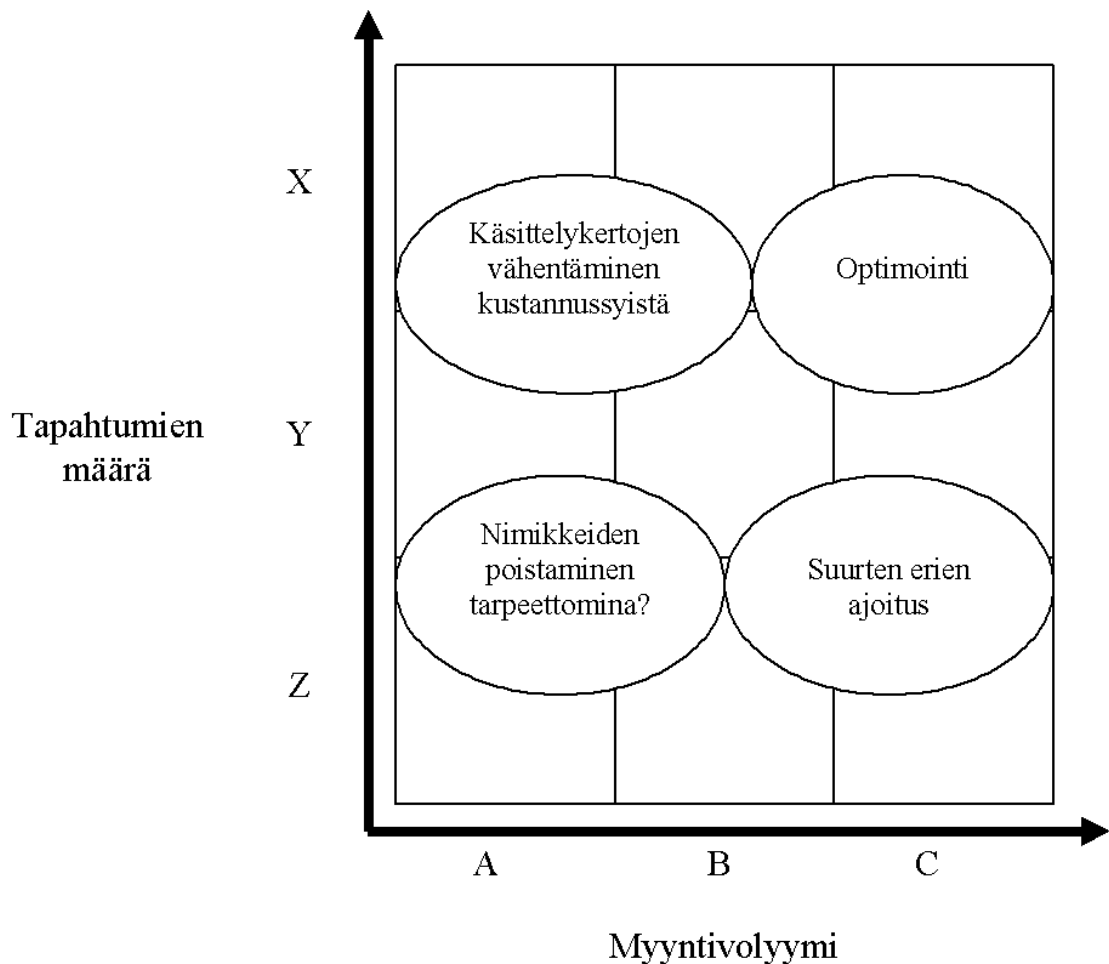 X
Käsittelykertojen
vähentäminen
kustannussyistä
Optimointi
Tapahtumien
määrä
Y
Nimikkeiden
poistaminen
tarpeettomina?
Suurten erien
ajoitus
Z
A B C
Myyntivolyymi